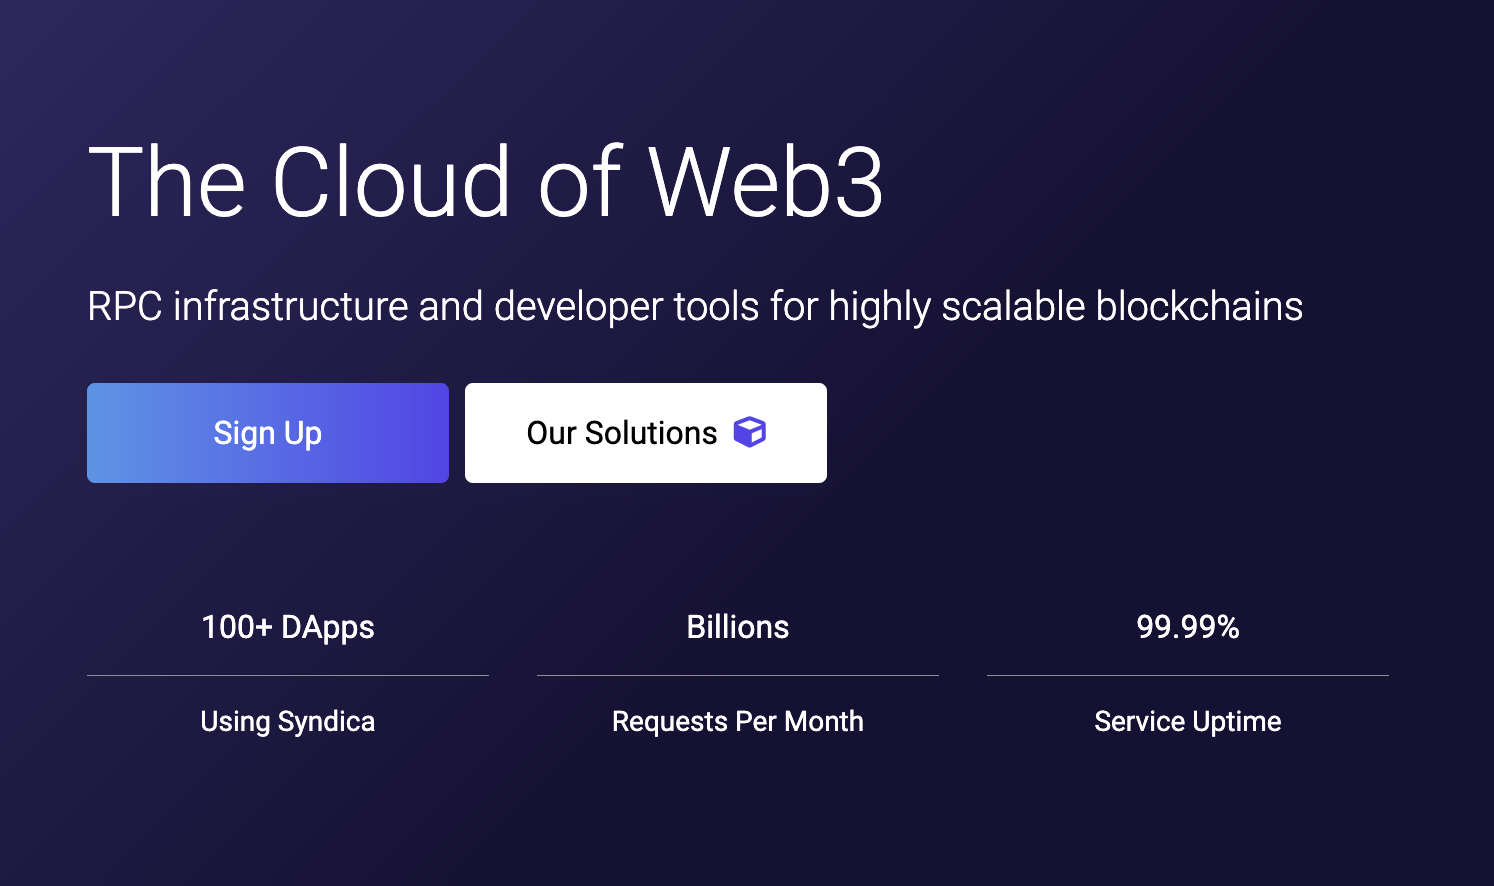 The Cloud of Web3
RPC infrastructure and developer tools for highly scalable blockchains
Sign Up
Our Solutions
100+ DApps
Using Syndica
Billions
Requests Per Month
99.99%
Service Uptime